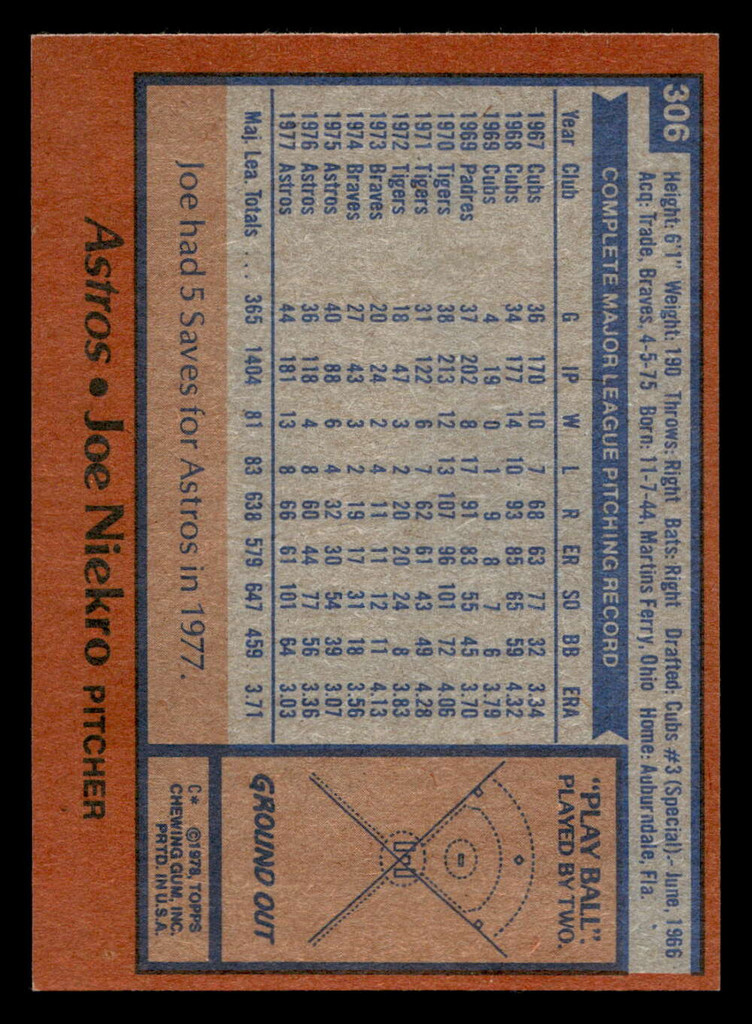 306
Height: 6'1" Weight: 190 Throws: Right Bats: Right Drafted: Cubs #3 (Special)- June, 1966
Acq: Trade, Braves, 4-5-75 Born: 11-7-44, Martins Ferry, Ohio Home: Auburndale, Fla.
COMPLETE MAJOR LEAGUE PITCHING RECORD
Year Club G IP W L R ER SO BB ERA
1967 Cubs 36 170 10 7 68 63 77 32 3.34
1968 Cubs 34 177 14 10 93 85 65 59 4.32
1969 Cubs 4 19 0 1 9 8 7 6 3.79
1969 Padres 37 202 8 17 91 83 55 45 3.70
1970 Tigers 38 213 12 13 107 96 101 72 4.06
1971 Tigers 31 122 6 7 62 61 43 49 4.28
1972 Tigers 18 47 3 2 20 20 24 8 3.83
1973 Braves 20 24 2 4 11 11 12 11 4.13
1974 Braves 27 43 3 2 19 17 31 18 3.56
1975 Astros 40 88 6 4 32 30 54 39 3.07
1976 Astros 36 118 4 8 60 44 77 56 3.36
1977 Astros 44 181 13 8 66 61 101 64 3.03
Maj. Lea. Totals ... 365 1404 81 83 638 579 647 459 3.71
Joe had 5 Saves for Astros in 1977.
"PLAY BALL".
PLAYED BY TWO.
GROUND OUT
C* ©1978, TOPPS
CHEWING GUM, INC.
PRTD. IN U.S.A.
Astros • Joe Niekro PITCHER